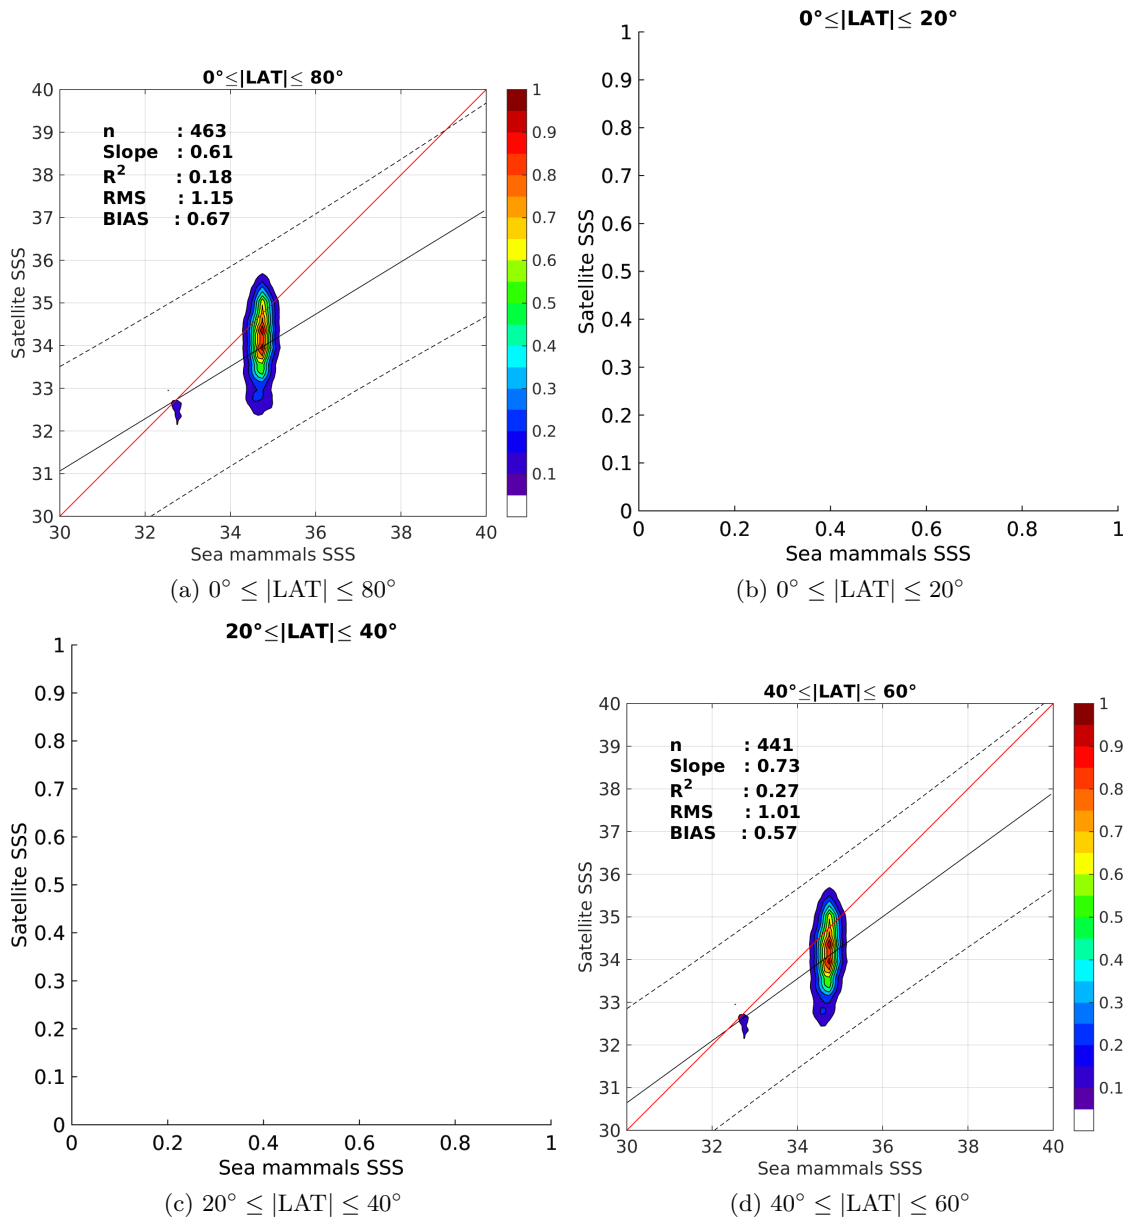 0°≤|LAT|≤ 80°
40
39
38
37
36
35
34
33
32
31
30
n : 463
Slope : 0.61
R² : 0.18
RMS : 1.15
BIAS : 0.67
Satellite SSS
30 32 34 36 38 40
Sea mammals SSS
1
0.9
0.8
0.7
0.6
0.5
0.4
0.3
0.2
0.1
(a) 0° ≤ |LAT| ≤ 80°
0°≤|LAT|≤ 20°
1
0.9
0.8
0.7
0.6
0.5
0.4
0.3
0.2
0.1
0
Satellite SSS
0 0.2 0.4 0.6 0.8 1
Sea mammals SSS
(b) 0° ≤ |LAT| ≤ 20°
20°≤|LAT|≤ 40°
1
0.9
0.8
0.7
0.6
0.5
0.4
0.3
0.2
0.1
0
Satellite SSS
0 0.2 0.4 0.6 0.8 1
Sea mammals SSS
(c) 20° ≤ |LAT| ≤ 40°
40°≤|LAT|≤ 60°
40
39
38
37
36
35
34
33
32
31
30
n : 441
Slope : 0.73
R² : 0.27
RMS : 1.01
BIAS : 0.57
Satellite SSS
30 32 34 36 38 40
Sea mammals SSS
1
0.9
0.8
0.7
0.6
0.5
0.4
0.3
0.2
0.1
(d) 40° ≤ |LAT| ≤ 60°